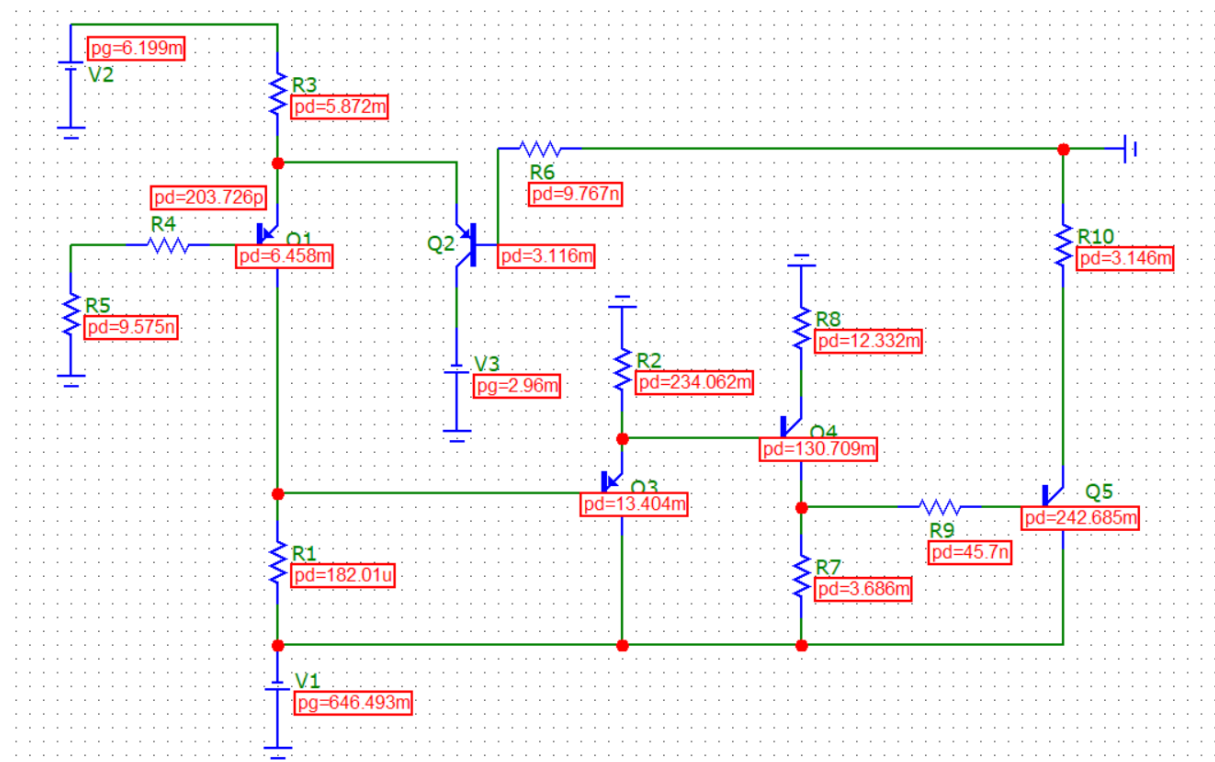 pg=6.199m
V2
R3
pd=5.872m
R6
pd=9.767n
pd=203.726p
R4
Q1
pd=6.458m
Q2
pd=3.116m
R10
pd=3.146m
R5
pd=9.575n
R8
pd=12.332m
V3
pg=2.96m
R2
pd=234.062m
Q4
pd=130.709m
Q3
pd=13.404m
Q5
pd=242.685m
R9
pd=45.7n
R1
pd=182.01u
R7
pd=3.686m
V1
pg=646.493m